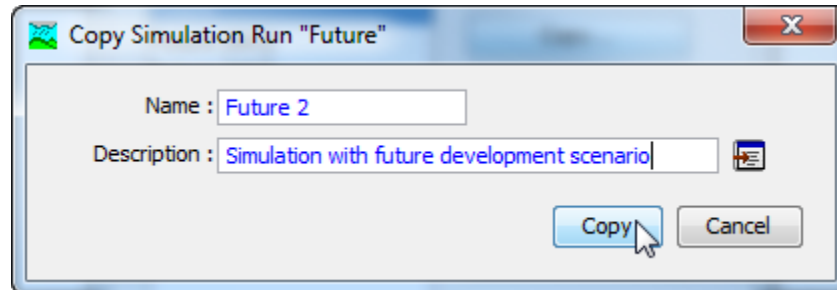 Copy Simulation Run "Future"
Name : Future 2
Description : Simulation with future development scenario
Copy Cancel